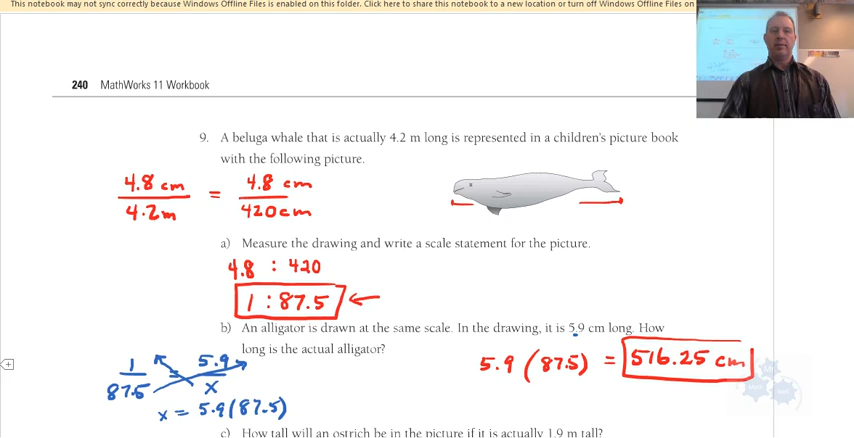 This notebook may not sync correctly because Windows Offline Files is enabled on this folder. Click here to share this notebook to a new location or turn off Windows Offline Files on
240 MathWorks 11 Workbook
9. A beluga whale that is actually 4.2 m long is represented in a children's picture book
with the following picture.
4.8 cm / 4.2 m = 4.8 cm / 420 cm
a) Measure the drawing and write a scale statement for the picture.
4.8 : 420
1 : 87.5
b) An alligator is drawn at the same scale. In the drawing, it is 5.9 cm long. How
long is the actual alligator?
5.9 (87.5) = 516.25 cm
1 / 87.5 = 5.9 / x
x = 5.9(87.5)
c) How tall will an ostrich be in the picture if it is actually 1.9 m tall?